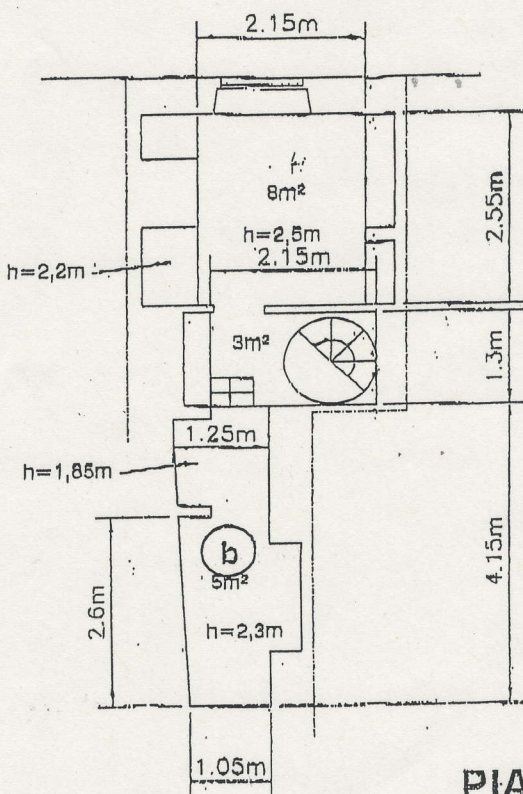 2.15m
8m²
h=2,5m
2.15m
2.55m
h=2,2m
3m²
1.3m
1.25m
h=1,85m
b
5m²
h=2,3m
2.6m
4.15m
1.05m
PIA